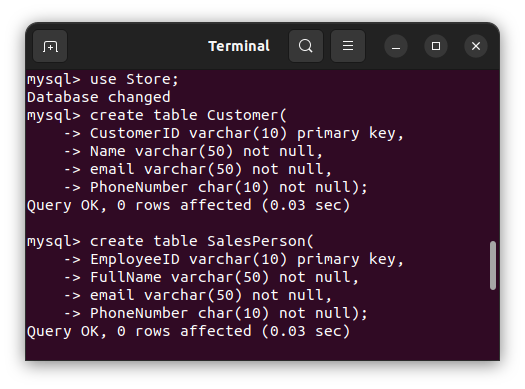 Terminal
mysql> use Store;
Database changed
mysql> create table Customer(
    -> CustomerID varchar(10) primary key,
    -> Name varchar(50) not null,
    -> email varchar(50) not null,
    -> PhoneNumber char(10) not null);
Query OK, 0 rows affected (0.03 sec)

mysql> create table SalesPerson(
    -> EmployeeID varchar(10) primary key,
    -> FullName varchar(50) not null,
    -> email varchar(50) not null,
    -> PhoneNumber char(10) not null);
Query OK, 0 rows affected (0.03 sec)